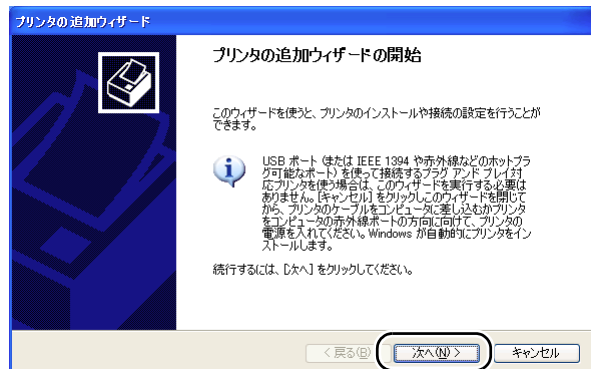 プリンタの追加ウィザード
プリンタの追加ウィザードの開始
このウィザードを使うと、プリンタのインストールや接続の設定を行うことが
できます。
USB ポート (または IEEE 1394 や赤外線などのホットプラ
グ可能なポート) を使って接続するプラグ アンド プレイ対
応プリンタを使う場合は、このウィザードを実行する必要は
ありません。[キャンセル] をクリックしこのウィザードを閉じて
から、プリンタのケーブルをコンピュータに差し込むかプリンタ
をコンピュータの赤外線ポートの方向に向けて、プリンタの
電源を入れてください。Windows が自動的にプリンタをイン
ストールします。
続行するには、[次へ] をクリックしてください。
< 戻る(B)
次へ(N) >
キャンセル